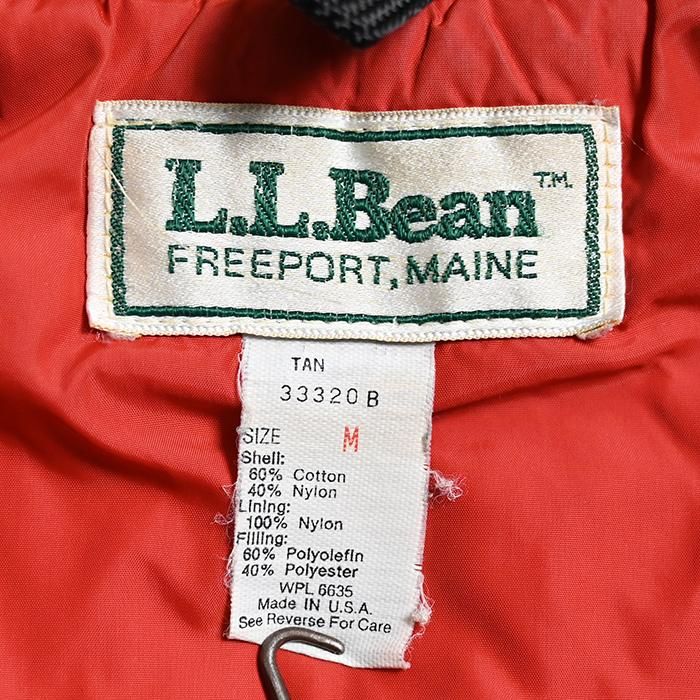 L.L.Bean T.M.
FREEPORT, MAINE
TAN
33320 B
SIZE M
Shell:
60% Cotton
40% Nylon
Lining:
100% Nylon
Filling:
60% Polyolefin
40% Polyester
WPL 6635
Made IN U.S.A.
See Reverse For Care